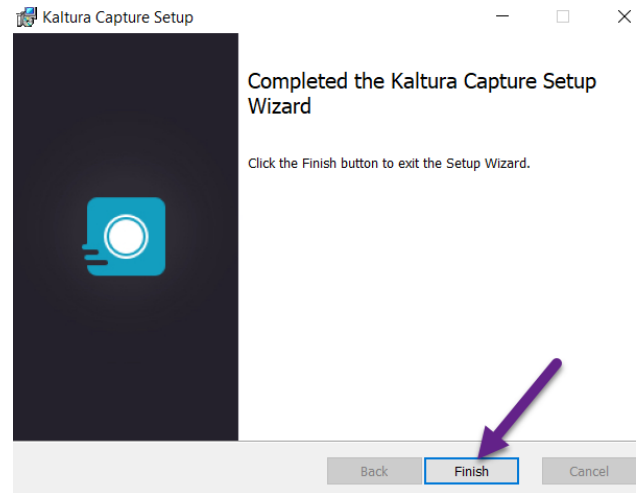 Kaltura Capture Setup
Completed the Kaltura Capture Setup
Wizard
Click the Finish button to exit the Setup Wizard.
Back Finish Cancel